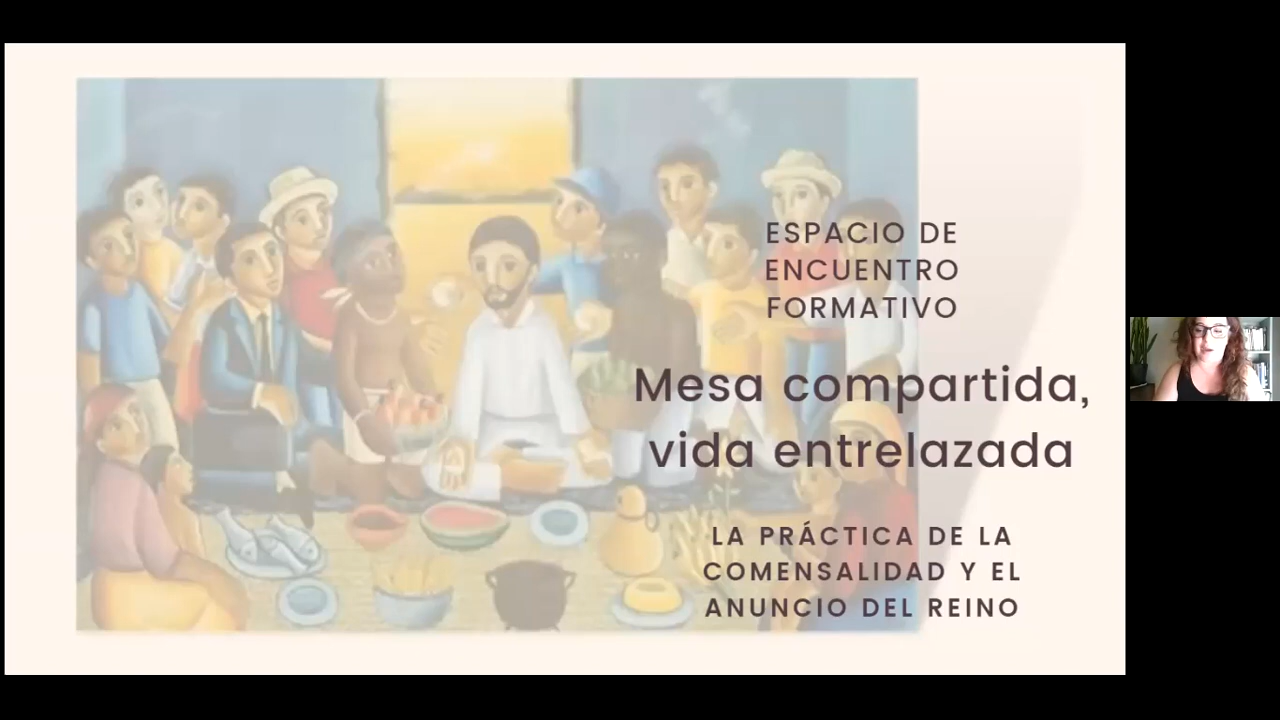 ESPACIO DE
ENCUENTRO
FORMATIVO
Mesa compartida,
vida entrelazada
LA PRÁCTICA DE LA
COMENSALIDAD Y EL
ANUNCIO DEL REINO